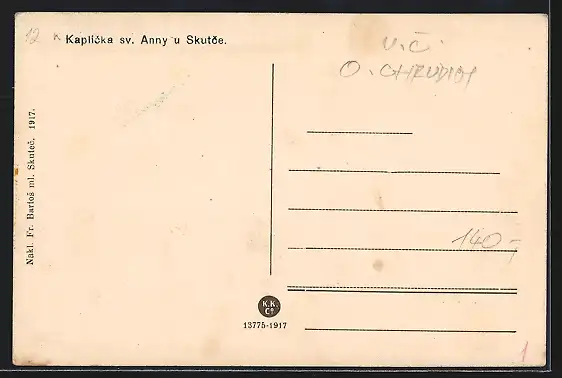 12 K
Kaplička sv. Anny u Skutče.
V.Č.
O. CHRUDIM
Nakl. Fr. Bartoš ml. Skuteč. 1917.
140,-
K.K.
Co
13775-1917
1